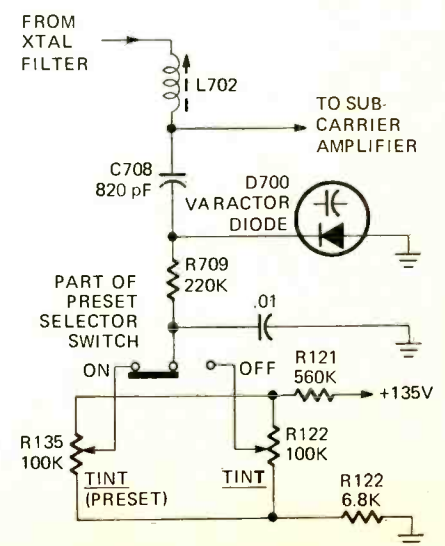 FROM
XTAL
FILTER
L702
TO SUB-
CARRIER
AMPLIFIER
C708
820 pF
D700
VARACTOR
DIODE
R709
220K
PART OF
PRESET
SELECTOR
SWITCH
.01
ON
OFF
R121
560K
+135V
R135
100K
TINT
(PRESET)
R122
100K
TINT
R122
6.8K